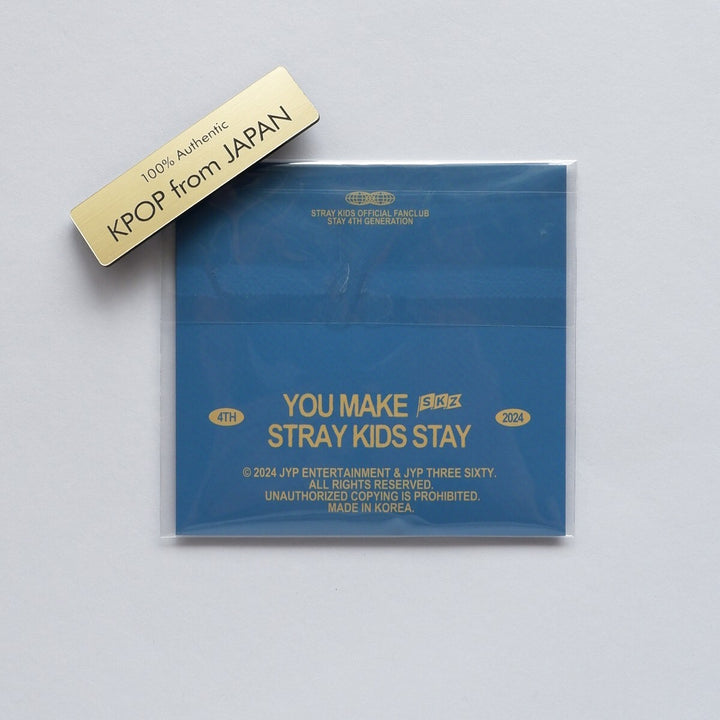 100% Authentic
KPOP from JAPAN
STRAY KIDS OFFICIAL FANCLUB
STAY 4TH GENERATION
YOU MAKE SKZ
STRAY KIDS STAY
4TH
2024
© 2024 JYP ENTERTAINMENT & JYP THREE SIXTY.
ALL RIGHTS RESERVED.
UNAUTHORIZED COPYING IS PROHIBITED.
MADE IN KOREA.